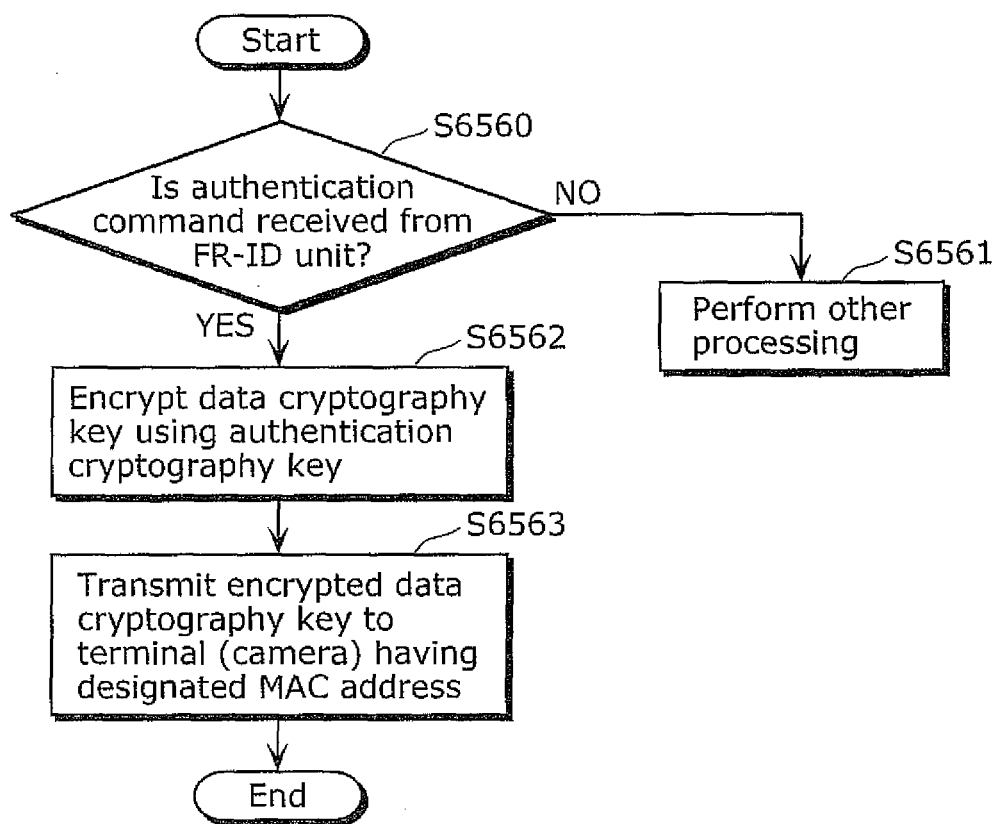 Start
S6560
Is authentication
command received from
FR-ID unit?
NO
S6561
Perform other
processing
YES
S6562
Encrypt data cryptography
key using authentication
cryptography key
S6563
Transmit encrypted data
cryptography key to
terminal (camera) having
designated MAC address
End